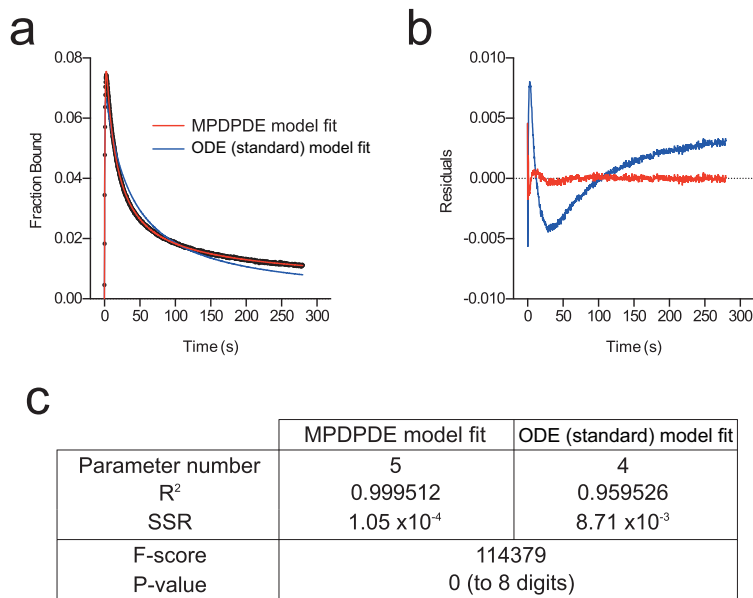 a
0.08
0.06
0.04
0.02
0.00
Fraction Bound
MPDPDE model fit
ODE (standard) model fit
0 50 100 150 200 250 300
Time (s)
b
0.010
0.005
0.000
-0.005
-0.010
Residuals
0 50 100 150 200 250 300
Time (s)
c
MPDPDE model fit ODE (standard) model fit
Parameter number 5 4
R² 0.999512 0.959526
SSR 1.05 x10⁻⁴ 8.71 x10⁻³
F-score 114379
P-value 0 (to 8 digits)